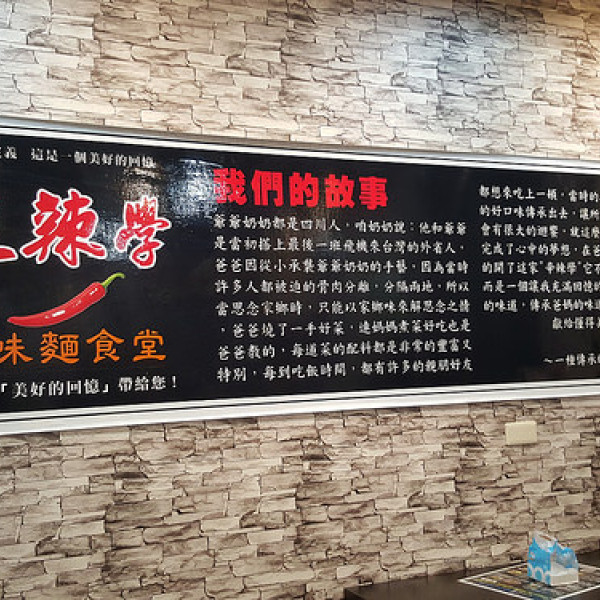 義 這是一個美好的回憶
辣學
味麵食堂
「美好的回憶」帶給您！
我們的故事
爺爺奶奶都是四川人，咱奶奶說：他和爺爺
是當初搭上最後一班飛機來台灣的外省人，
爸爸因從小承襲爺爺奶奶的手藝，因為當時
許多人都被迫的骨肉分離，分隔兩地，所以
當思念家鄉時，只能以家鄉味來解思念之情
，爸爸燒了一手好菜，連媽媽煮菜好吃也是
爸爸教的，每道菜的配料都是非常的豐富又
特別，每到吃飯時間，都有許多的親朋好友
都想來吃上一頓，當時的
的好口味傳承出去，讓所
會有很大的迴響，就這麼
完成了心中的夢想，在爸
的開了這家"辛辣學"它不
而是一個讓我充滿回憶的
的味道，傳承爸媽的味道
獻給懂得美
～一種傳承的